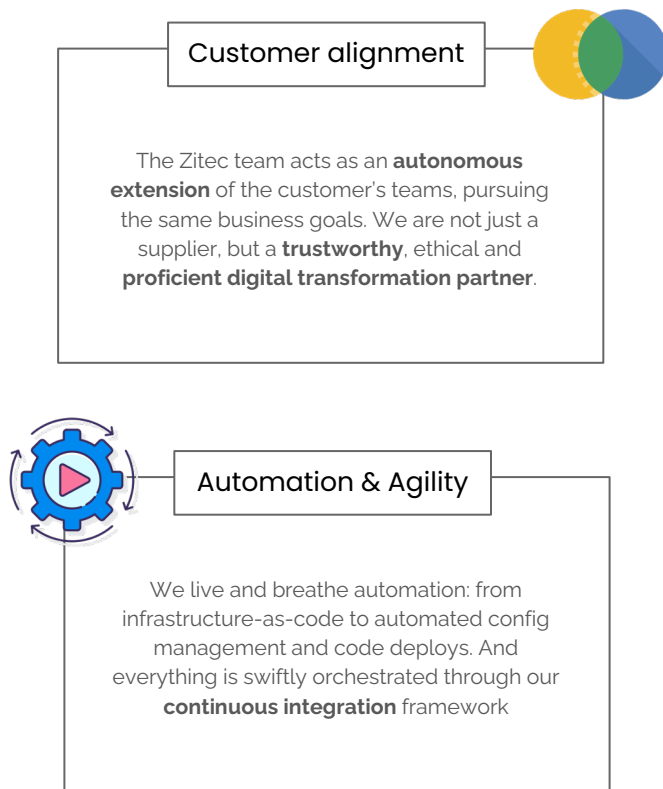 Customer alignment
The Zitec team acts as an autonomous
extension of the customer’s teams, pursuing
the same business goals. We are not just a
supplier, but a trustworthy, ethical and
proficient digital transformation partner.
Automation & Agility
We live and breathe automation: from
infrastructure-as-code to automated config
management and code deploys. And
everything is swiftly orchestrated through our
continuous integration framework